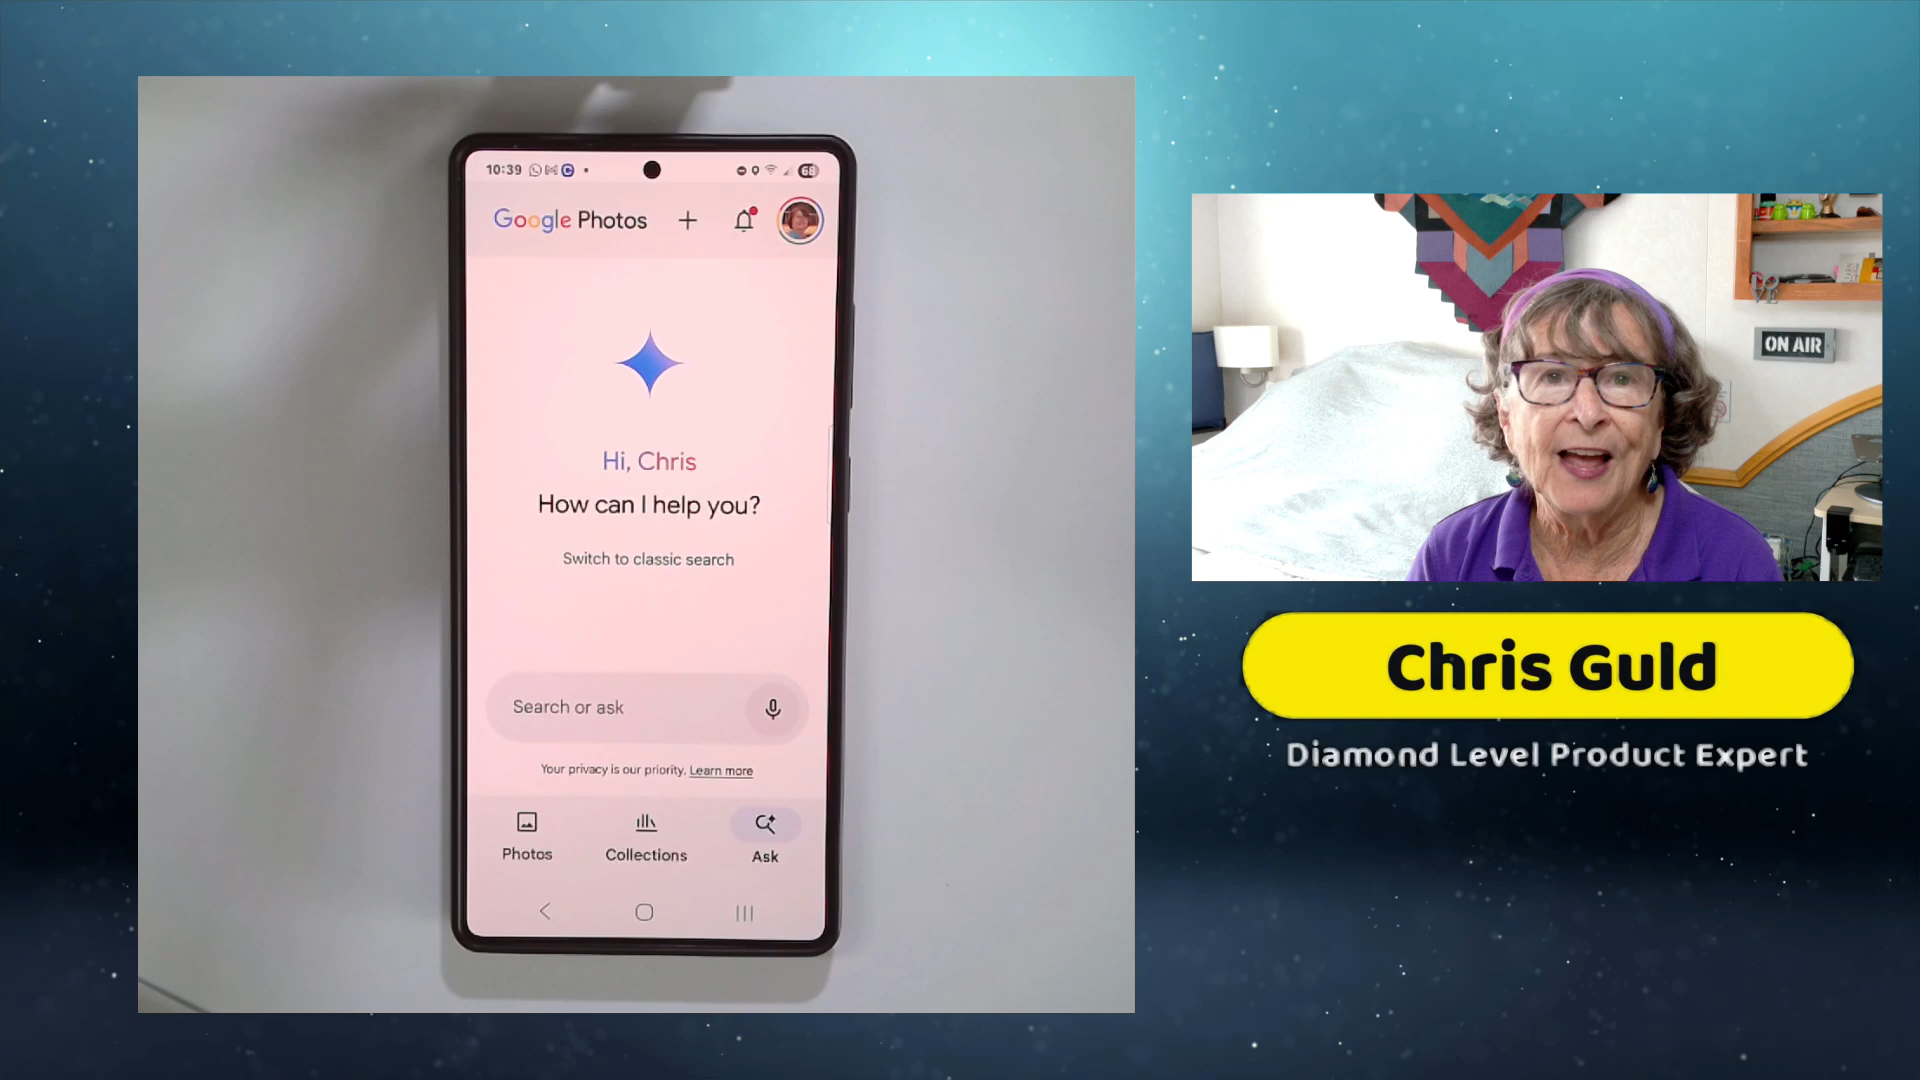 10:39
68
Google Photos
Hi, Chris
How can I help you?
Switch to classic search
Search or ask
Your privacy is our priority. Learn more
Photos
Collections
Ask
ON AIR
Chris Guld
Diamond Level Product Expert